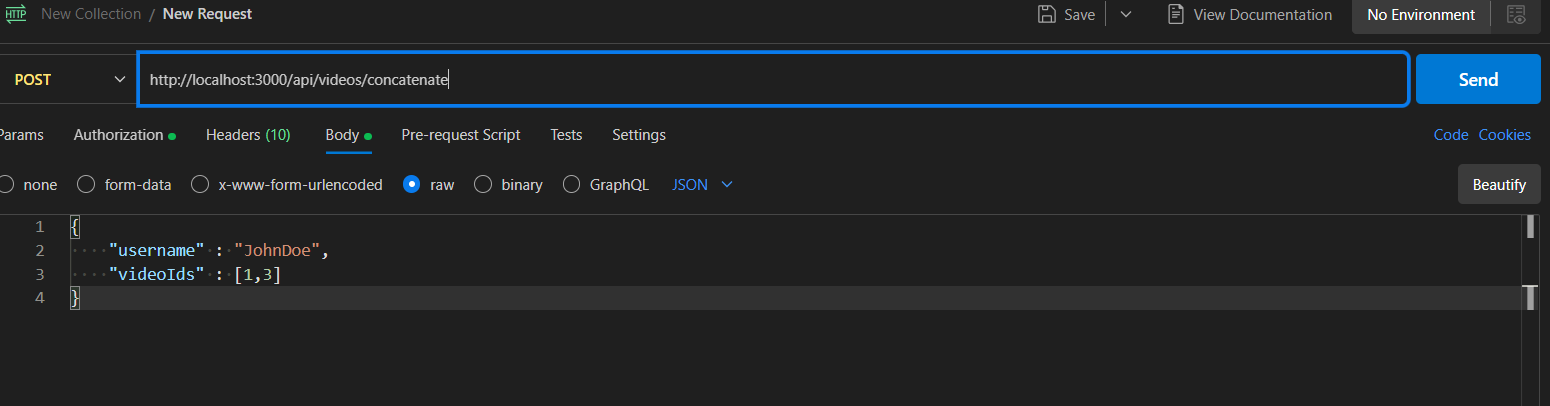 HTTP New Collection / New Request Save View Documentation No Environment
POST http://localhost:3000/api/videos/concatenate Send
Params Authorization Headers (10) Body Pre-request Script Tests Settings Code Cookies
none form-data x-www-form-urlencoded raw binary GraphQL JSON Beautify
1 {
2 "username" : "JohnDoe",
3 "videoIds" : [1,3]
4 }